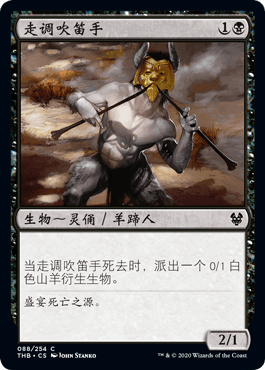 走调吹笛手 1
生物～灵俑／羊蹄人
当走调吹笛手死去时，派出一个 0/1 白
色山羊衍生生物。
盛宴死亡之源。
2/1
088/254 C
THB • CS JOHN STANKO
™ & © 2020 Wizards of the Coast